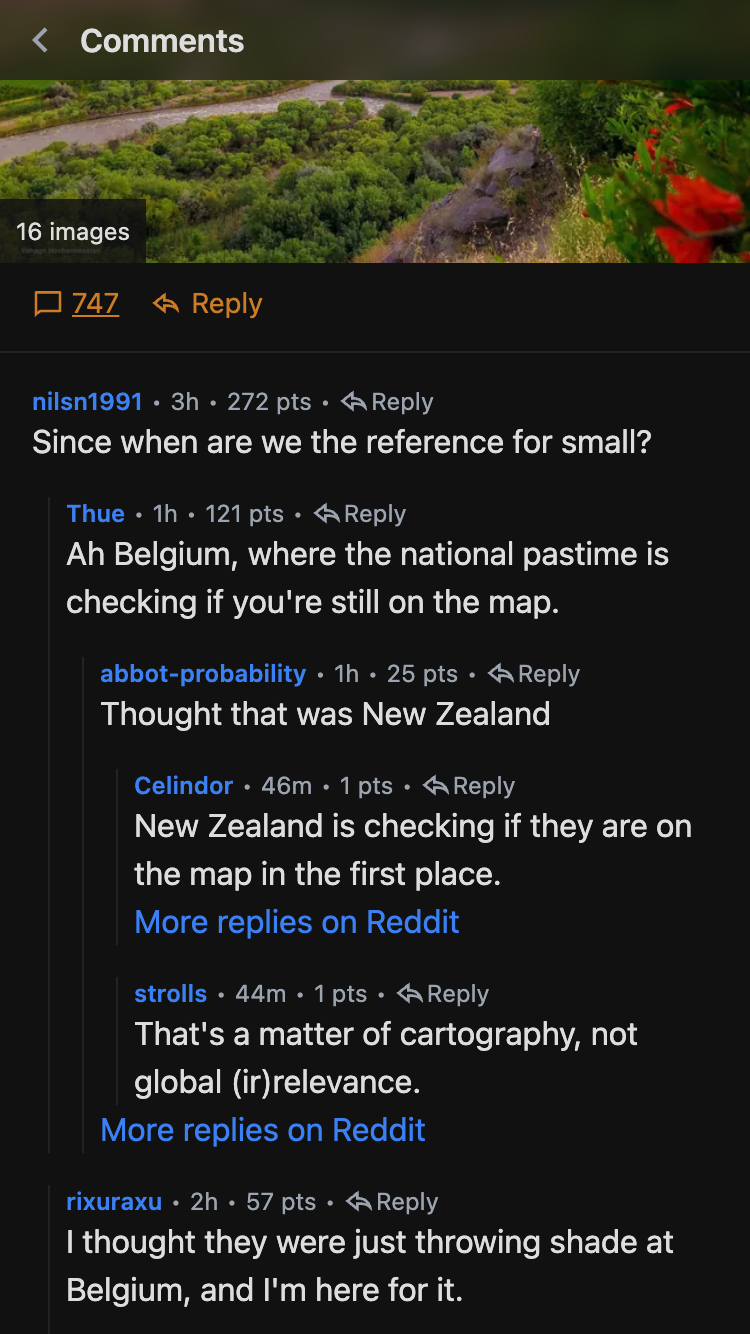 Comments
16 images
747 Reply
nilsn1991 • 3h • 272 pts • Reply
Since when are we the reference for small?
Thue • 1h • 121 pts • Reply
Ah Belgium, where the national pastime is
checking if you're still on the map.
abbot-probability • 1h • 25 pts • Reply
Thought that was New Zealand
Celindor • 46m • 1 pts • Reply
New Zealand is checking if they are on
the map in the first place.
More replies on Reddit
strolls • 44m • 1 pts • Reply
That's a matter of cartography, not
global (ir)relevance.
More replies on Reddit
rixuraxu • 2h • 57 pts • Reply
I thought they were just throwing shade at
Belgium, and I'm here for it.